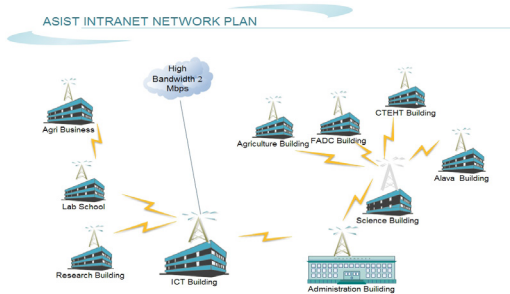 ASIST INTRANET NETWORK PLAN
High
Bandwidth 2
Mbps
CTEHT Building
Agri Business
Agriculture Building
FADC Building
Alava Building
Lab School
Science Building
Research Building
ICT Building
Administration Building